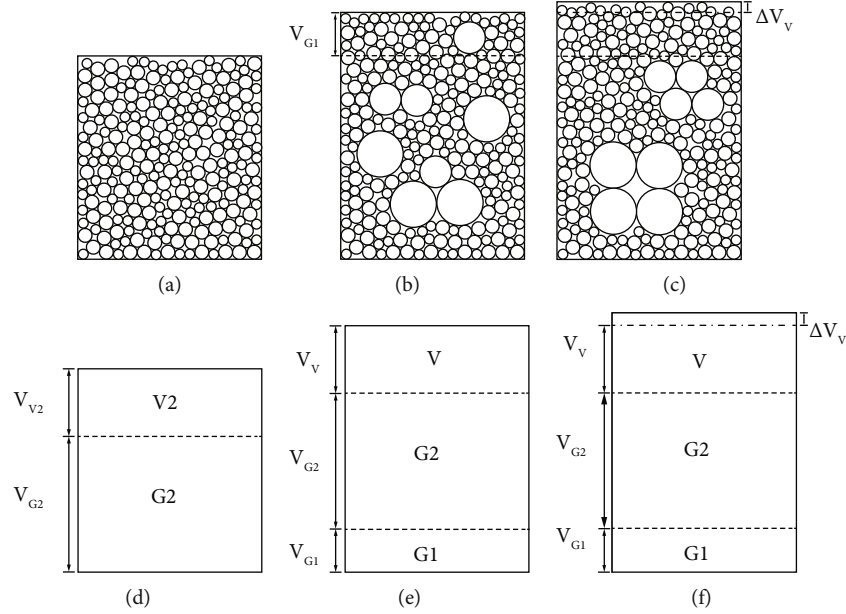 V_G1
ΔV_V
(a)
(b)
(c)
V_V2
V2
V_G2
G2
V_V
V
V_G2
G2
V_G1
G1
ΔV_V
V_V
V
V_G2
G2
V_G1
G1
(d)
(e)
(f)